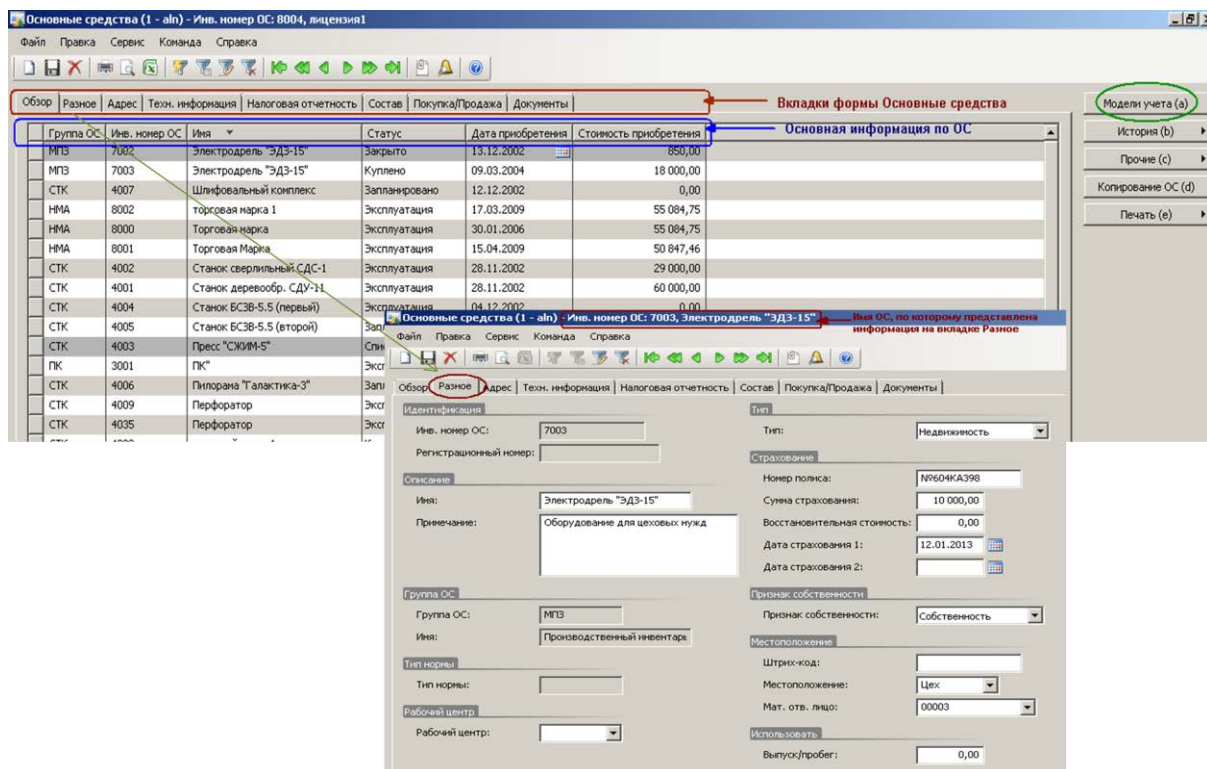 Основные средства (1 - aln) - Инв. номер ОС: 8004, лицензия1
Файл Правка Сервис Команда Справка
Обзор Разное Адрес Техн. информация Налоговая отчетность Состав Покупка/Продажа Документы
Вкладки формы Основные средства
Модели учета (a)
Основная информация по ОС
История (b)
Прочие (c)
Копирование ОС (d)
Печать (e)
Группа ОС Инв. номер ОС Имя Статус Дата приобретения Стоимость приобретения
МПЗ 7002 Электродрель "ЭДЗ-15" Закрыто 13.12.2002 850,00
МПЗ 7003 Электродрель "ЭДЗ-15" Куплено 09.03.2004 18 000,00
СТК 4007 Шлифовальный комплекс Запланировано 12.12.2002 0,00
НМА 8002 торговая марка 1 Эксплуатация 17.03.2009 55 084,75
НМА 8000 Торговая марка Эксплуатация 30.01.2006 55 084,75
НМА 8001 Торговая Марка Эксплуатация 15.04.2009 50 847,46
СТК 4002 Станок сверлильный СДС-1 Эксплуатация 28.11.2002 29 000,00
СТК 4001 Станок деревообр. СДУ-11 Эксплуатация 28.11.2002 60 000,00
СТК 4004 Станок БСЗВ-5.5 (первый) Эксплуатация 04.12.2002 0,00
СТК 4005 Станок БСЗВ-5.5 (второй) Зап
СТК 4003 Пресс "СЖИМ-5" Спи
ПК 3001 ПК" Экс
СТК 4006 Пилорама "Галактика-3" Зап
СТК 4009 Перфоратор Экс
СТК 4035 Перфоратор Экс
Основные средства (1 - aln) - Инв. номер ОС: 7003, Электродрель "ЭДЗ-15"
Имя ОС, по которому представлена
информация на вкладке Разное
Файл Правка Сервис Команда Справка
Обзор Разное Адрес Техн. информация Налоговая отчетность Состав Покупка/Продажа Документы
Идентификация
Инв. номер ОС: 7003
Регистрационный номер:
Описание
Имя: Электродрель "ЭДЗ-15"
Примечание: Оборудование для цеховых нужд
Группа ОС
Группа ОС: МПЗ
Имя: Производственный инвентарь
Тип нормы
Тип нормы:
Рабочий центр
Рабочий центр:
Тип
Тип: Недвижимость
Страхование
Номер полиса: №604КА398
Сумма страхования: 10 000,00
Восстановительная стоимость: 0,00
Дата страхования 1: 12.01.2013
Дата страхования 2:
Признак собственности
Признак собственности: Собственность
Местоположение
Штрих-код:
Местоположение: Цех
Мат. отв. лицо: 00003
Использовать
Выпуск/пробег: 0,00